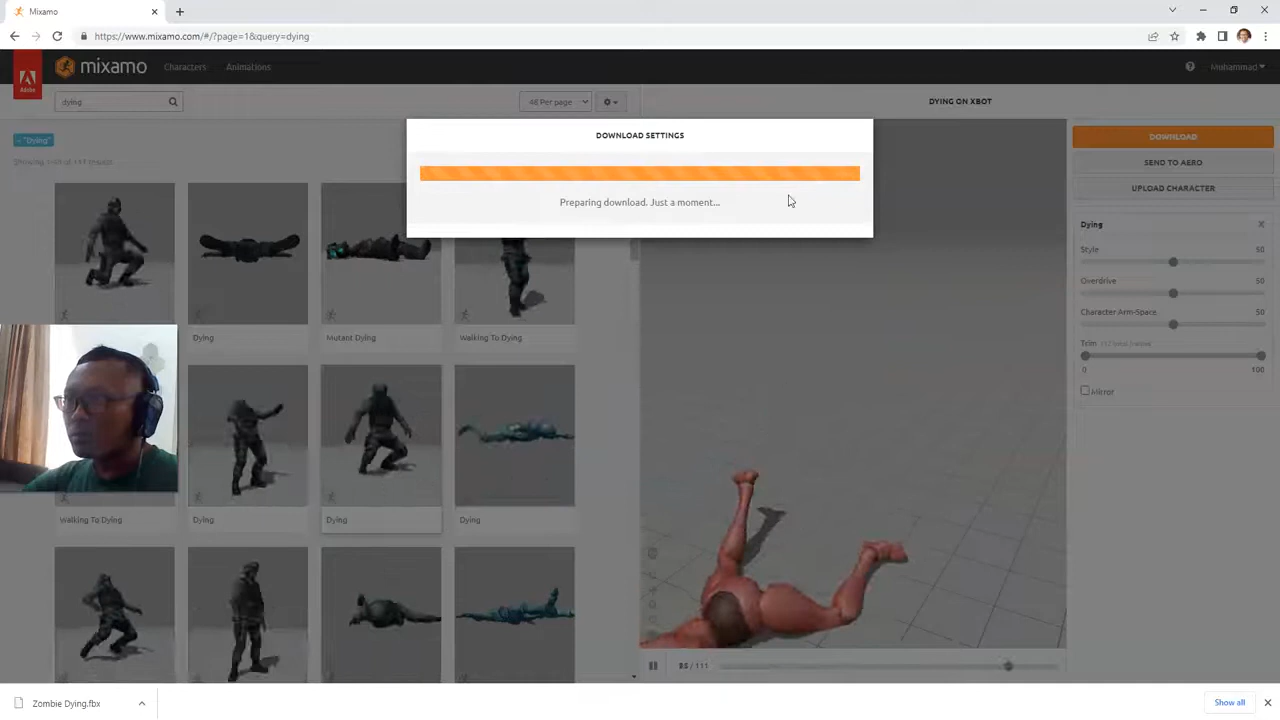 Mixamo
https://www.mixamo.com/#/?page=1&query=dying
Adobe
mixamo
Characters
Animations
Muhammad
dying
48 Per page
DYING ON XBOT
"Dying"
DOWNLOAD SETTINGS
Preparing download. Just a moment...
DOWNLOAD
SEND TO AERO
UPLOAD CHARACTER
Dying
Style
50
Overdrive
50
Character Arm-Space
50
Trim
0
100
Mirror
Dying
Mutant Dying
Walking To Dying
Walking To Dying
Dying
Dying
Dying
/ 111
Zombie Dying.fbx
Show all